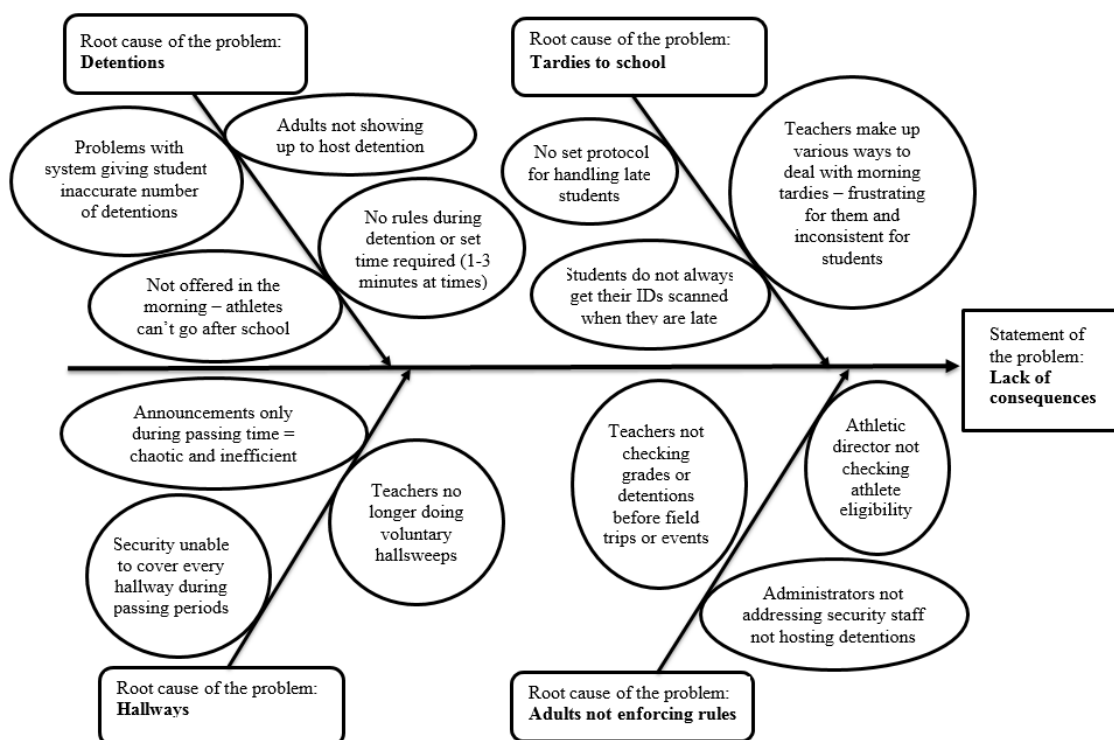 Root cause of the problem:
Detentions
Root cause of the problem:
Tardies to school
Problems with
system giving student
inaccurate number
of detentions
Adults not showing
up to host detention
No rules during
detention or set
time required (1-3
minutes at times)
Not offered in the
morning – athletes
can’t go after school
No set protocol
for handling late
students
Teachers make up
various ways to
deal with morning
tardies – frustrating
for them and
inconsistent for
students
Students do not always
get their IDs scanned
when they are late
Statement of
the problem:
Lack of
consequences
Announcements only
during passing time =
chaotic and inefficient
Teachers no
longer doing
voluntary
hallsweeps
Security unable
to cover every
hallway during
passing periods
Teachers not
checking
grades or
detentions
before field
trips or events
Athletic
director not
checking
athlete
eligibility
Administrators not
addressing security staff
not hosting detentions
Root cause of the problem:
Hallways
Root cause of the problem:
Adults not enforcing rules